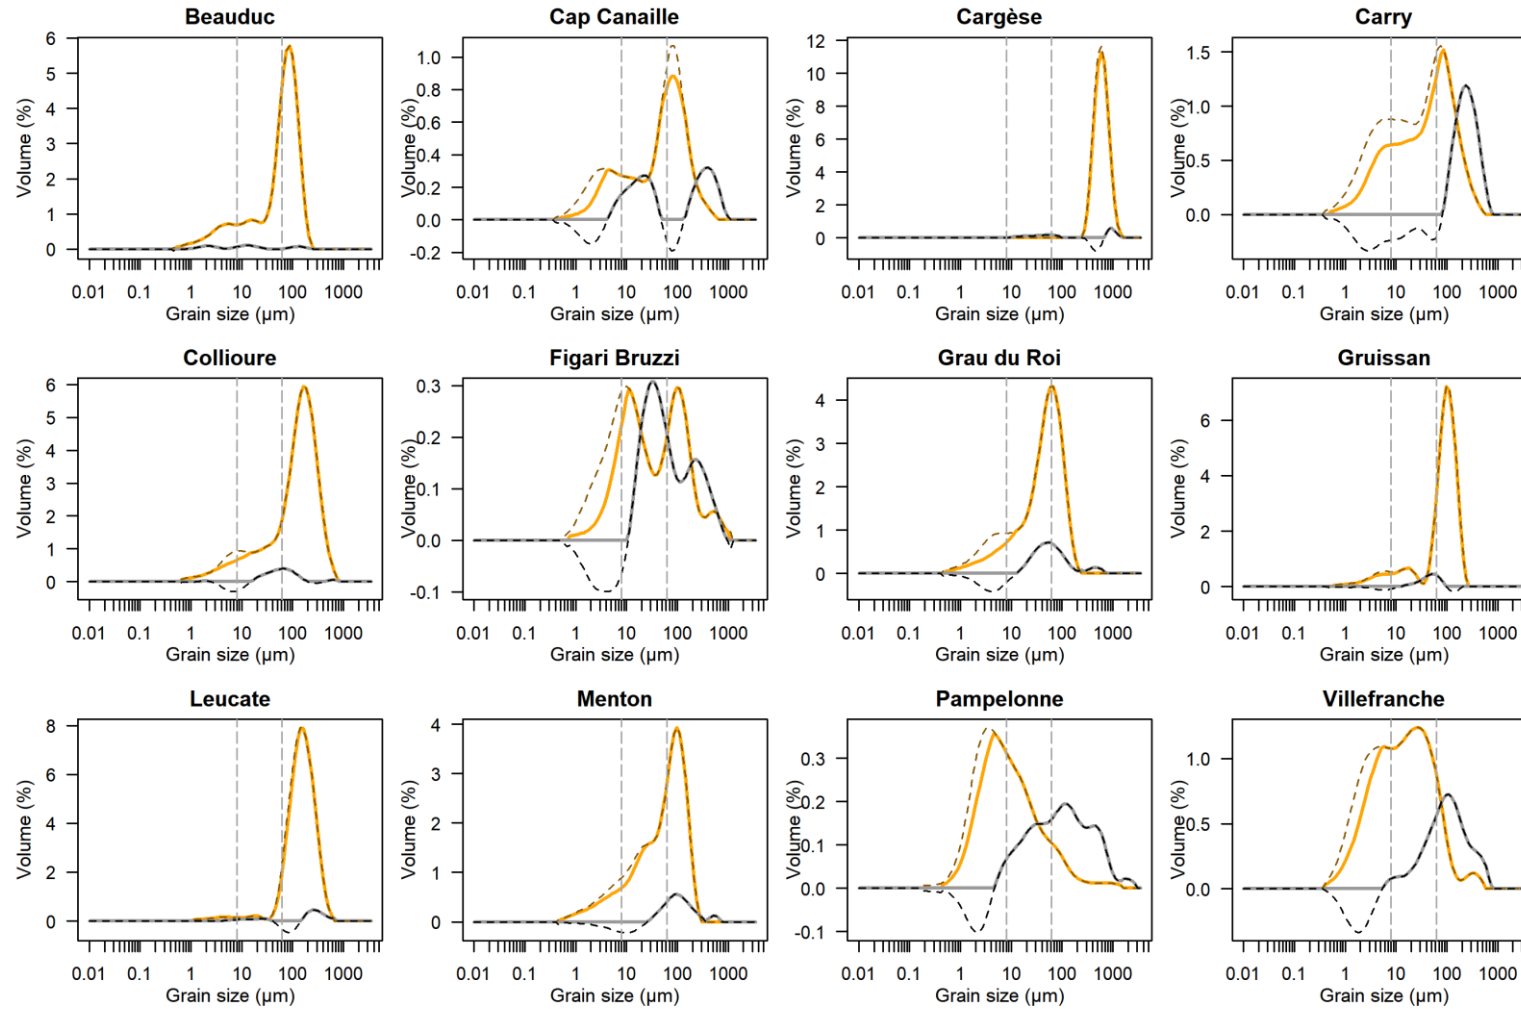 Beauduc
Volume (%)
6
5
4
3
2
1
0
0.01 0.1 1 10 100 1000
Grain size (µm)
Cap Canaille
Volume (%)
1.0
0.8
0.6
0.4
0.2
0.0
-0.2
0.01 0.1 1 10 100 1000
Grain size (µm)
Cargèse
Volume (%)
12
10
8
6
4
2
0
0.01 0.1 1 10 100 1000
Grain size (µm)
Carry
Volume (%)
1.5
1.0
0.5
0.0
0.01 0.1 1 10 100 1000
Grain size (µm)
Collioure
Volume (%)
6
5
4
3
2
1
0
0.01 0.1 1 10 100 1000
Grain size (µm)
Figari Bruzzi
Volume (%)
0.3
0.2
0.1
0.0
-0.1
0.01 0.1 1 10 100 1000
Grain size (µm)
Grau du Roi
Volume (%)
4
3
2
1
0
0.01 0.1 1 10 100 1000
Grain size (µm)
Gruissan
Volume (%)
6
4
2
0
0.01 0.1 1 10 100 1000
Grain size (µm)
Leucate
Volume (%)
8
6
4
2
0
0.01 0.1 1 10 100 1000
Grain size (µm)
Menton
Volume (%)
4
3
2
1
0
0.01 0.1 1 10 100 1000
Grain size (µm)
Pampelonne
Volume (%)
0.3
0.2
0.1
0.0
-0.1
0.01 0.1 1 10 100 1000
Grain size (µm)
Villefranche
Volume (%)
1.0
0.5
0.0
0.01 0.1 1 10 100 1000
Grain size (µm)